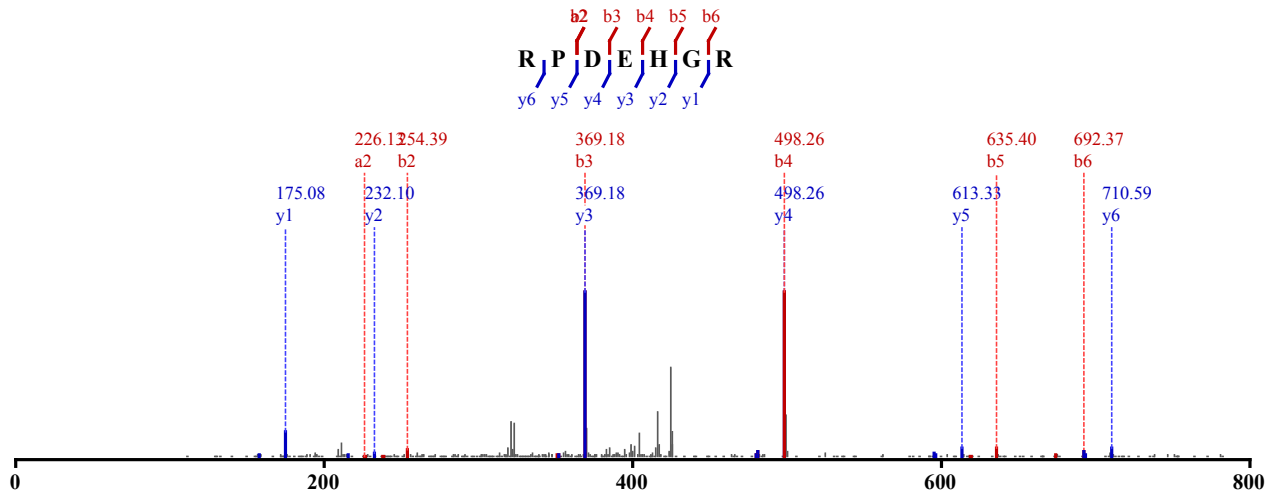 a2 b2 b3 b4 b5 b6
R P D E H G R
y6 y5 y4 y3 y2 y1
226.13 254.39 369.18 498.26 635.40 692.37
a2 b2 b3 b4 b5 b6
175.08 232.10 369.18 498.26 613.33 710.59
y1 y2 y3 y4 y5 y6
0 200 400 600 800